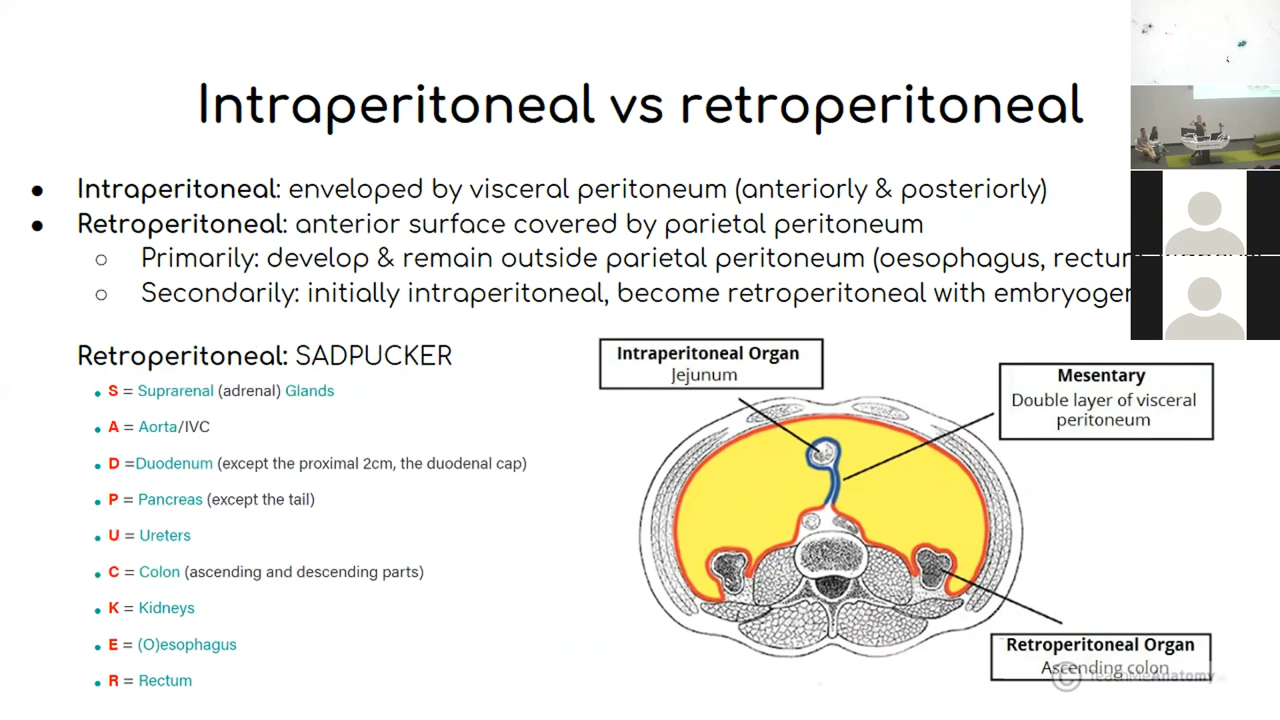 Intraperitoneal vs retroperitoneal
● Intraperitoneal: enveloped by visceral peritoneum (anteriorly & posteriorly)
● Retroperitoneal: anterior surface covered by parietal peritoneum
○ Primarily: develop & remain outside parietal peritoneum (oesophagus,
○ Secondarily: initially intraperitoneal, become retroperitoneal with
Retroperitoneal: SADPUCKER
• S = Suprarenal (adrenal) Glands
• A = Aorta/IVC
• D =Duodenum (except the proximal 2cm, the duodenal cap)
• P = Pancreas (except the tail)
• U = Ureters
• C = Colon (ascending and descending parts)
• K = Kidneys
• E = (O)esophagus
• R = Rectum
Intraperitoneal Organ
Jejunum
Mesentary
Double layer of visceral
peritoneum
Retroperitoneal Organ
Ascending colon
© TeachMeAnatomy